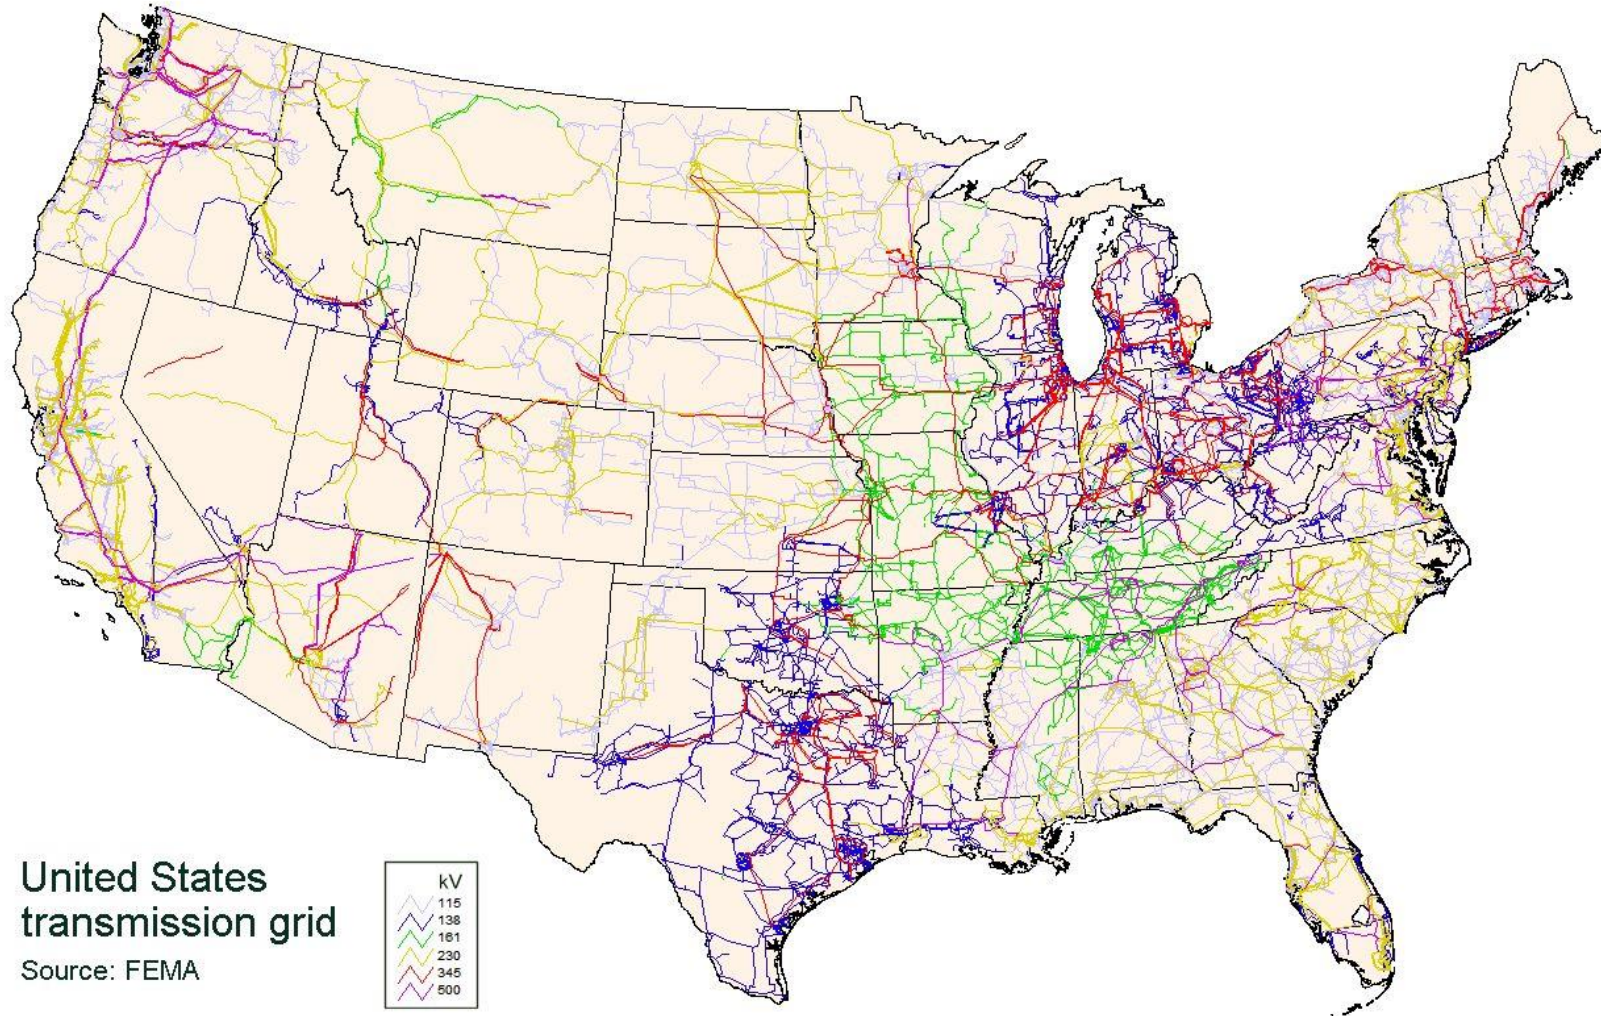 United States
transmission grid
Source: FEMA
kV
115
138
161
230
345
500